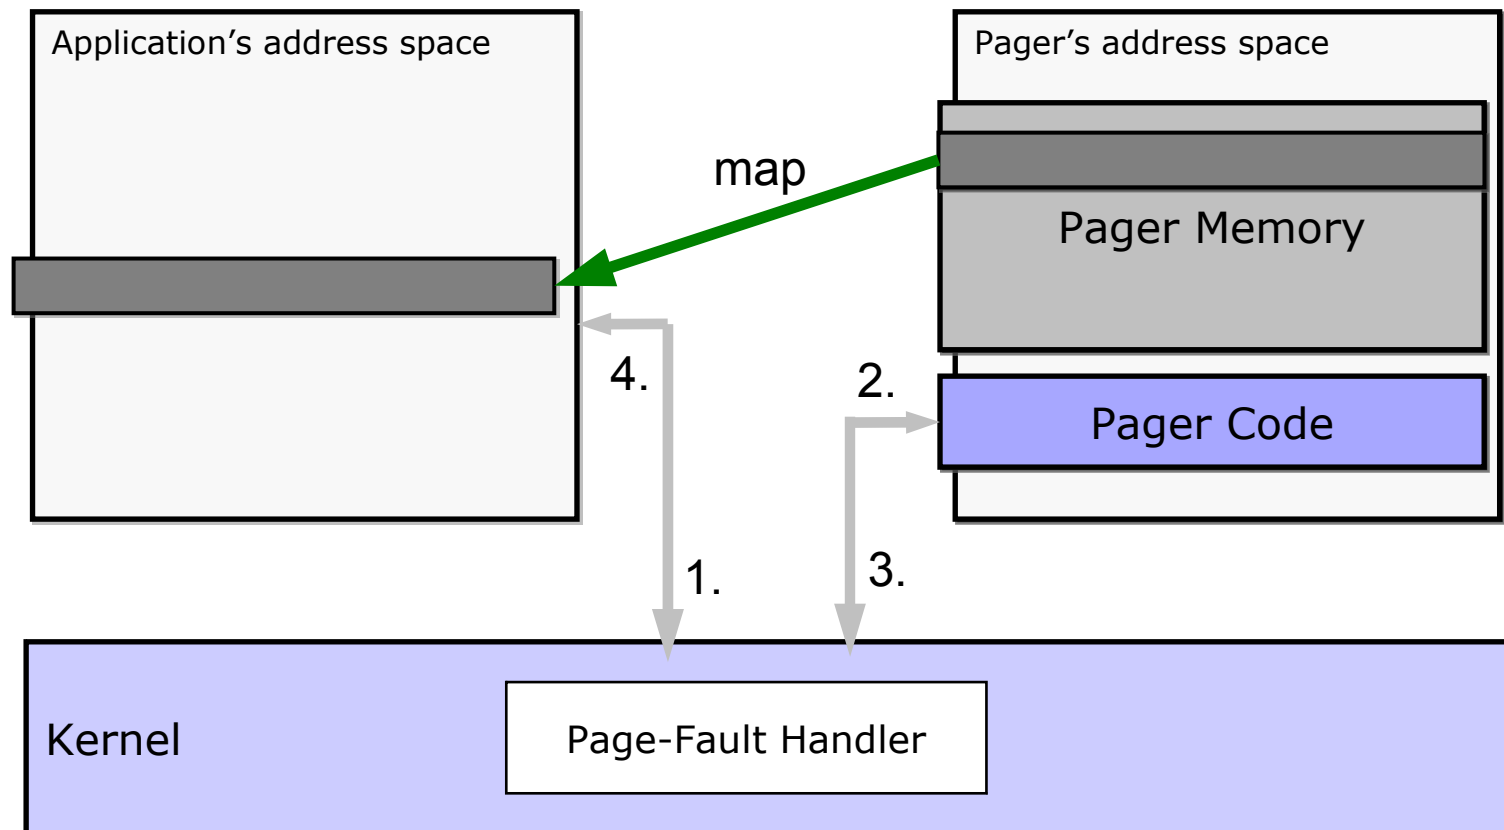 Application’s address space
Pager’s address space
map
Pager Memory
4.
2.
Pager Code
1.
3.
Kernel
Page-Fault Handler